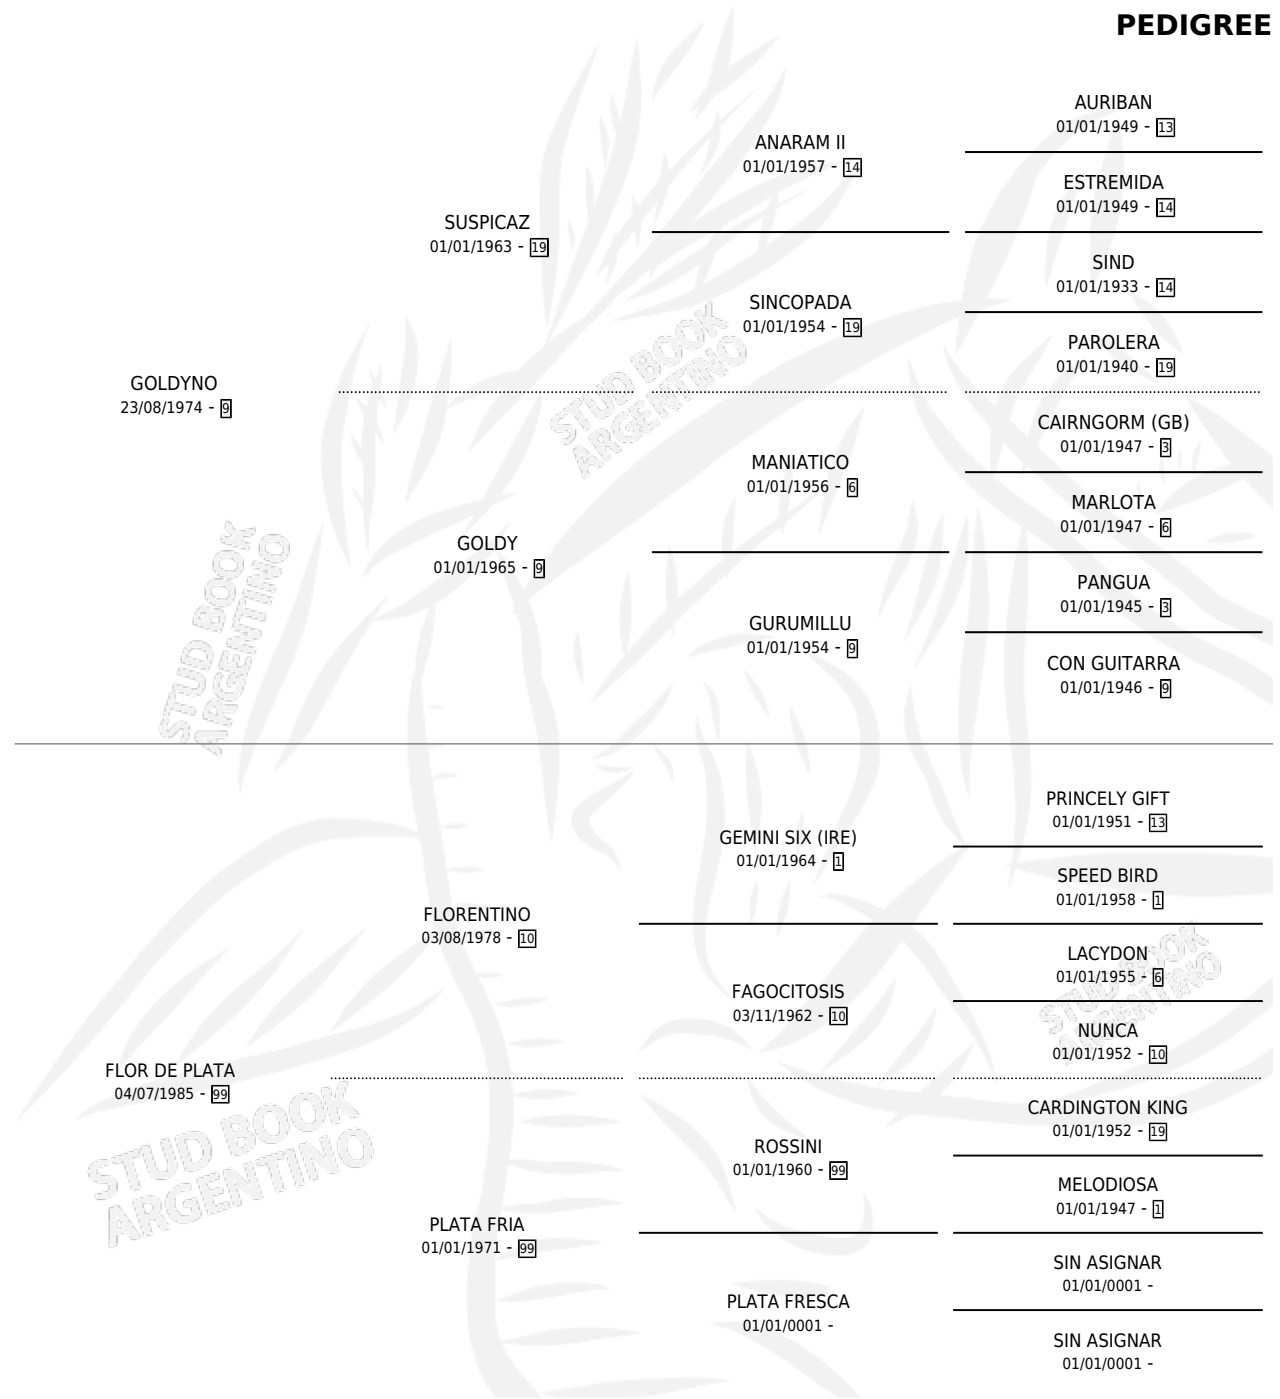 PEDIGREE
AURIBAN
01/01/1949 - 13
ANARAM II
01/01/1957 - 14
ESTREMIDA
01/01/1949 - 14
SUSPICAZ
01/01/1963 - 19
SIND
01/01/1933 - 14
SINCOPADA
01/01/1954 - 19
PAROLERA
01/01/1940 - 19
GOLDYNO
23/08/1974 - 9
CAIRNGORM (GB)
01/01/1947 - 3
MANIATICO
01/01/1956 - 6
MARLOTA
01/01/1947 - 6
GOLDY
01/01/1965 - 9
PANGUA
01/01/1945 - 3
GURUMILLU
01/01/1954 - 9
CON GUITARRA
01/01/1946 - 9
PRINCELY GIFT
01/01/1951 - 13
GEMINI SIX (IRE)
01/01/1964 - 1
SPEED BIRD
01/01/1958 - 1
FLORENTINO
03/08/1978 - 10
LACYDON
01/01/1955 - 6
FAGOCITOSIS
03/11/1962 - 10
NUNCA
01/01/1952 - 10
FLOR DE PLATA
04/07/1985 - 99
CARDINGTON KING
01/01/1952 - 19
ROSSINI
01/01/1960 - 99
MELODIOSA
01/01/1947 - 1
PLATA FRIA
01/01/1971 - 99
SIN ASIGNAR
01/01/0001 -
PLATA FRESCA
01/01/0001 -
SIN ASIGNAR
01/01/0001 -
STUD BOOK
ARGENTINO
STUD BOOK
ARGENTINO
STUD BOOK
ARGENTINO
STUD BOOK
ARGENTINO